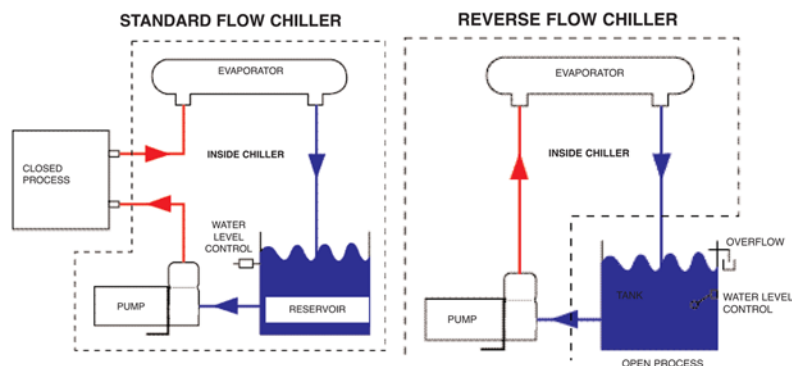 STANDARD FLOW CHILLER
EVAPORATOR
INSIDE CHILLER
CLOSED
PROCESS
WATER
LEVEL
CONTROL
PUMP
RESERVOIR
REVERSE FLOW CHILLER
EVAPORATOR
INSIDE CHILLER
OVERFLOW
TANK
WATER LEVEL
CONTROL
PUMP
OPEN PROCESS